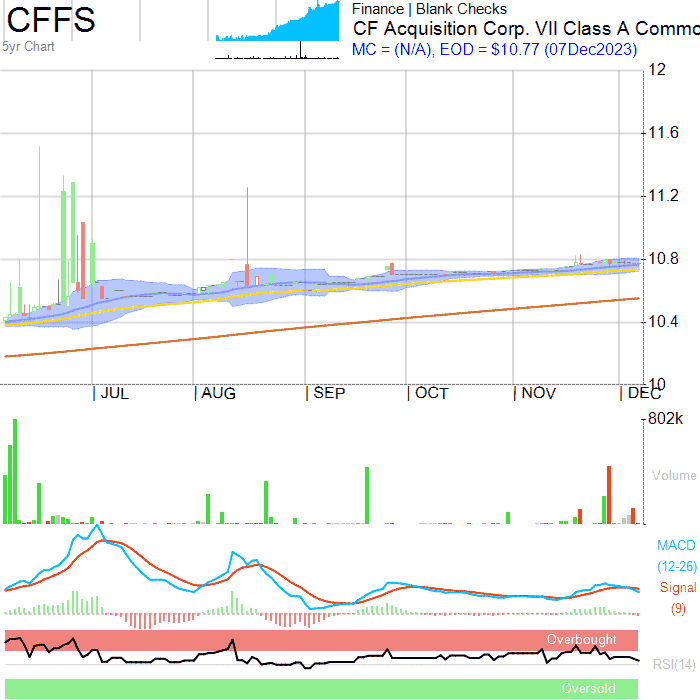 CFFS
5yr Chart
Finance | Blank Checks
CF Acquisition Corp. VII Class A Commo
MC = (N/A), EOD = $10.77 (07Dec2023)
12
11.6
11.2
10.8
10.4
10
JUL
AUG
SEP
OCT
NOV
DEC
802k
Volume
MACD
(12-26)
Signal
(9)
Overbought
RSI(14)
Oversold